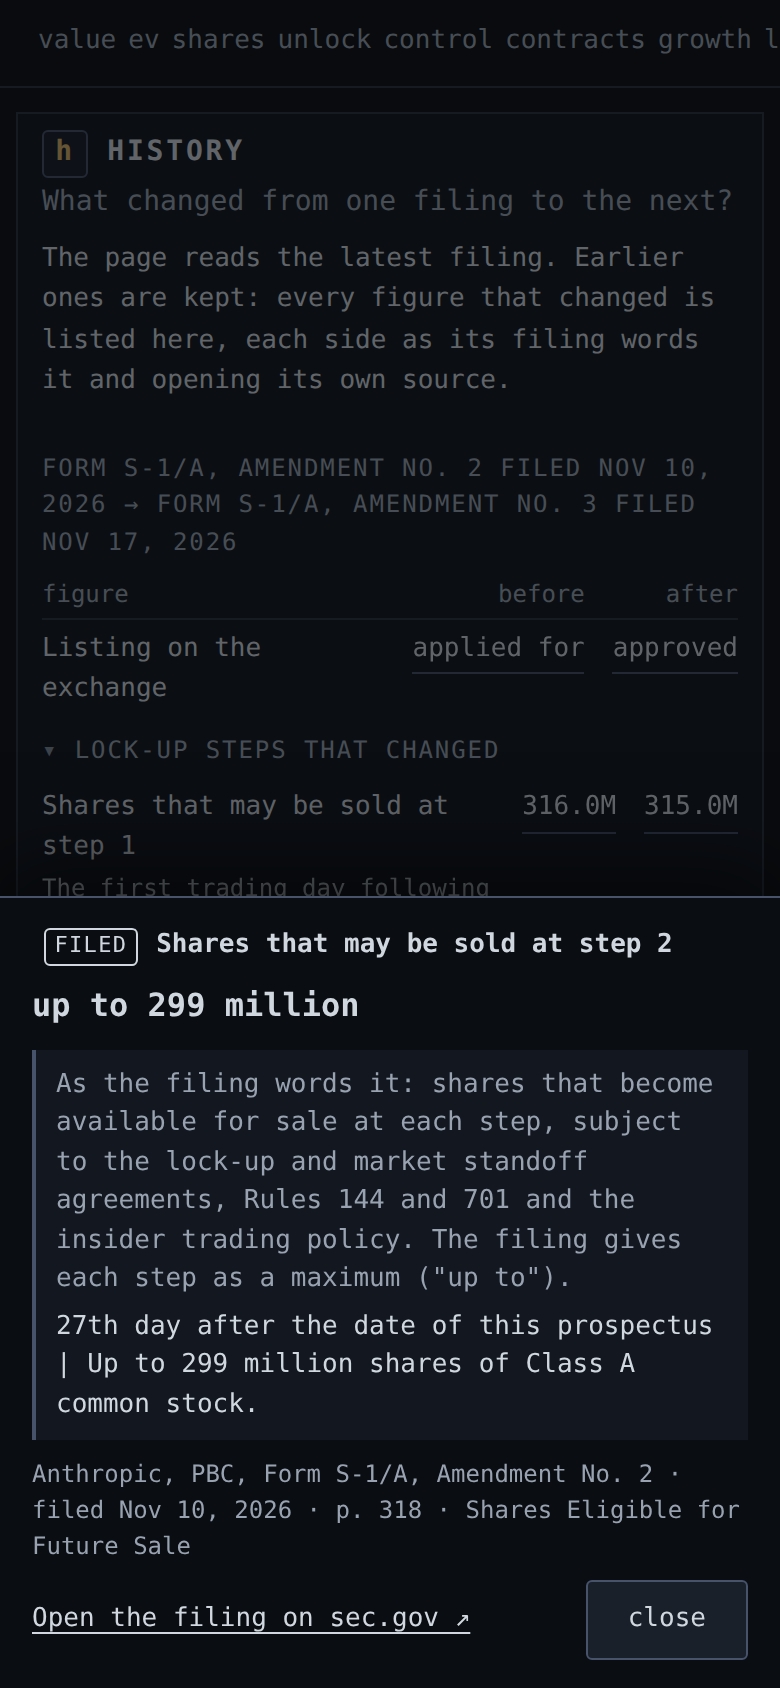 value ev shares unlock control contracts growth l
h HISTORY
What changed from one filing to the next?
The page reads the latest filing. Earlier
ones are kept: every figure that changed is
listed here, each side as its filing words
it and opening its own source.
FORM S-1/A, AMENDMENT NO. 2 FILED NOV 10,
2026 → FORM S-1/A, AMENDMENT NO. 3 FILED
NOV 17, 2026
figure before after
Listing on the applied for approved
exchange
▾ LOCK-UP STEPS THAT CHANGED
Shares that may be sold at 316.0M 315.0M
step 1
The first trading day following
FILED Shares that may be sold at step 2
up to 299 million
As the filing words it: shares that become
available for sale at each step, subject
to the lock-up and market standoff
agreements, Rules 144 and 701 and the
insider trading policy. The filing gives
each step as a maximum ("up to").
27th day after the date of this prospectus
| Up to 299 million shares of Class A
common stock.
Anthropic, PBC, Form S-1/A, Amendment No. 2 ·
filed Nov 10, 2026 · p. 318 · Shares Eligible for
Future Sale
Open the filing on sec.gov ↗
close